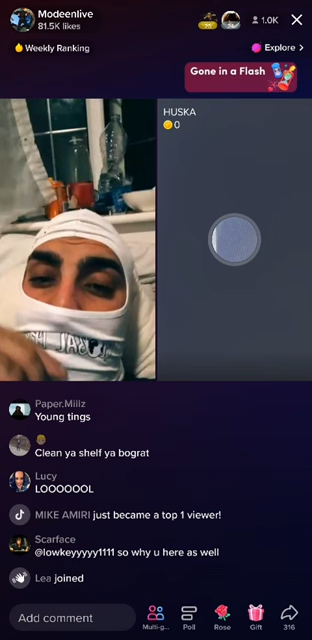 Modeenlive
81.5K likes
1.0K
Weekly Ranking
Explore >
Gone in a Flash
HUSKA
0
Paper.Millz
Young tings
Clean ya shelf ya bograt
Lucy
LOOOOOOL
MIKE AMIRI just became a top 1 viewer!
Scarface
@lowkeyyyyy1111 so why u here as well
Lea joined
Add comment
Multi-g...
Poll
Rose
Gift
316